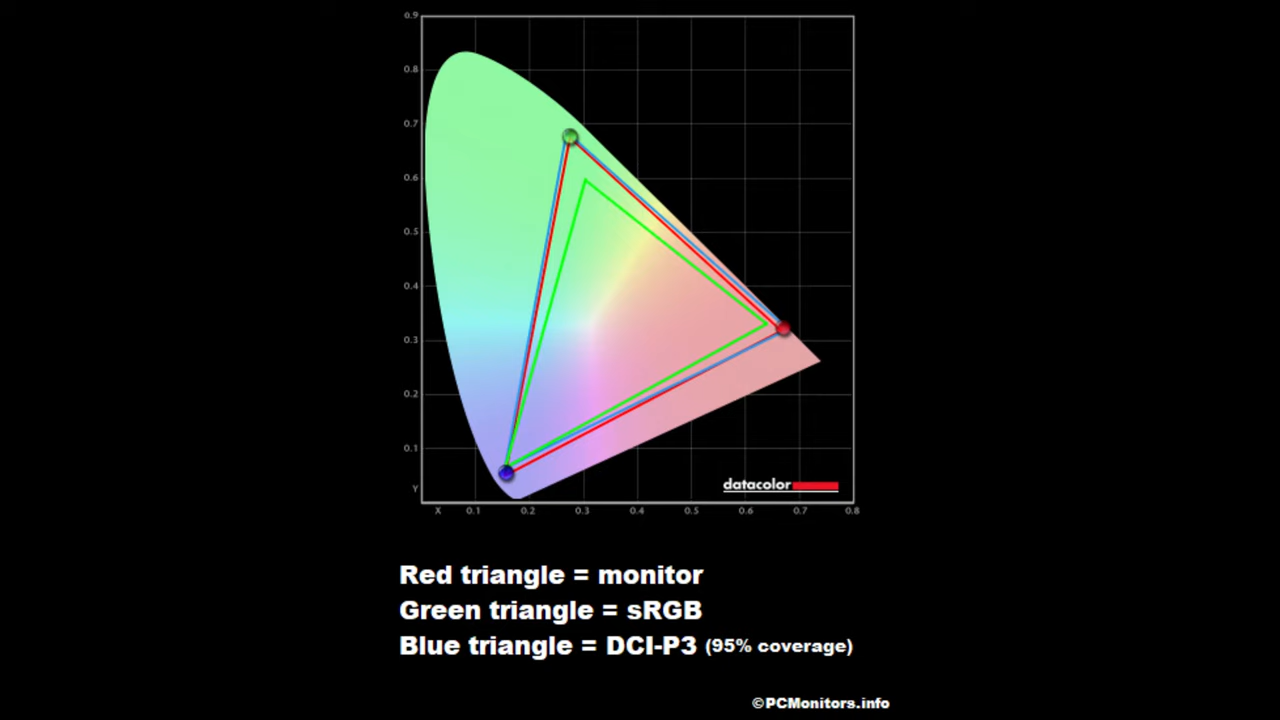 0.9
0.8
0.7
0.6
0.5
0.4
0.3
0.2
0.1
Y
datacolor
X 0.1 0.2 0.3 0.4 0.5 0.6 0.7 0.8
Red triangle = monitor
Green triangle = sRGB
Blue triangle = DCI-P3 (95% coverage)
©PCMonitors.info